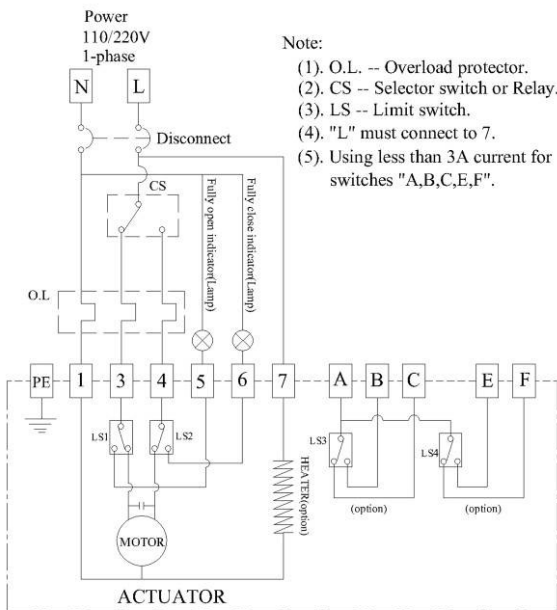 Power
110/220V
1-phase
N
L
Disconnect
CS
Fully open indicator(Lamp)
Fully close indicator(Lamp)
O.L
Note:
(1). O.L. -- Overload protector.
(2). CS -- Selector switch or Relay.
(3). LS -- Limit switch.
(4). "L" must connect to 7.
(5). Using less than 3A current for
switches "A,B,C,E,F".
PE
1
3
4
5
6
7
A
B
C
E
F
LS1
LS2
LS3
LS4
HEATER(option)
(option)
(option)
MOTOR
ACTUATOR